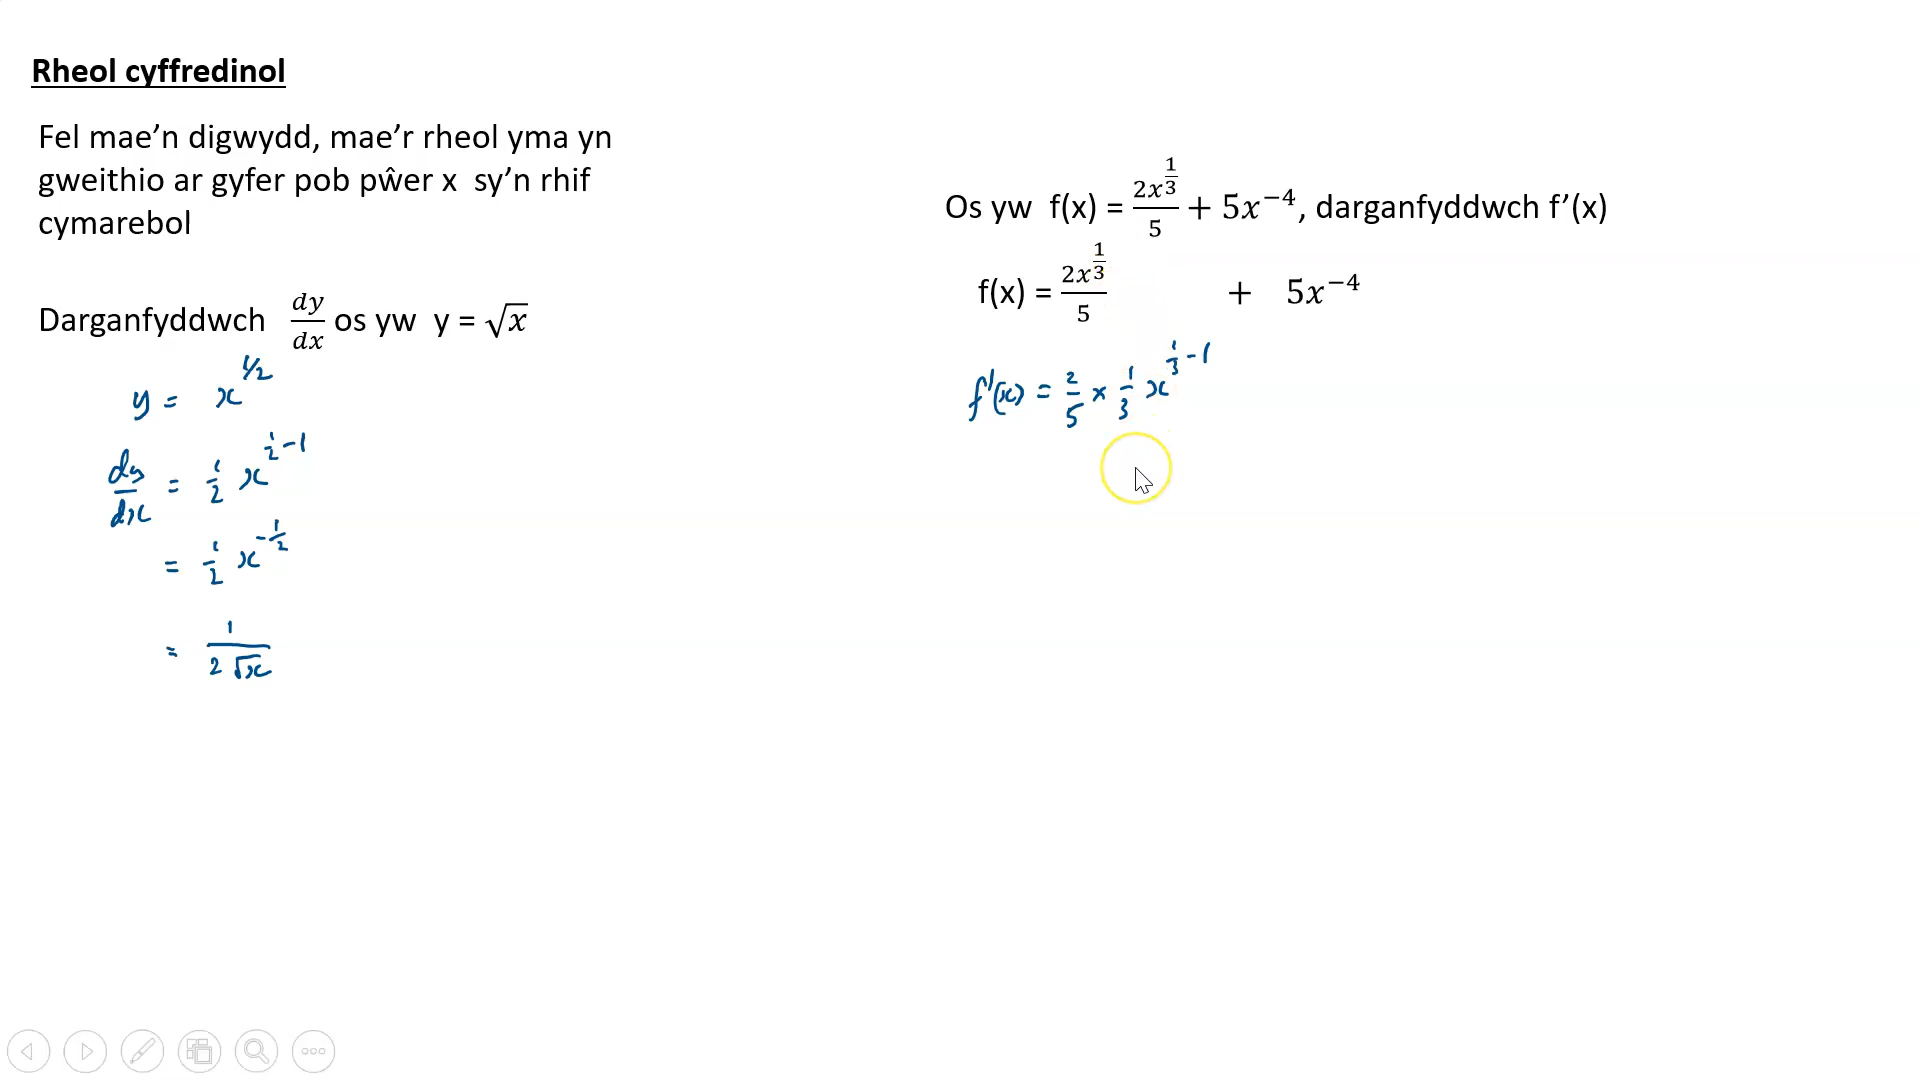 Rheol cyffredinol
Fel mae’n digwydd, mae’r rheol yma yn
gweithio ar gyfer pob pŵer x sy’n rhif
cymarebol
Darganfyddwch dy/dx os yw y = √x
y = x^1/2
dy/dx = 1/2 x^(1/2 - 1)
= 1/2 x^(-1/2)
= 1/(2√x)
Os yw f(x) = 2x^(1/3)/5 + 5x⁻⁴, darganfyddwch f’(x)
f(x) = 2x^(1/3)/5 + 5x⁻⁴
f'(x) = 2/5 × 1/3 x^(1/3 - 1)